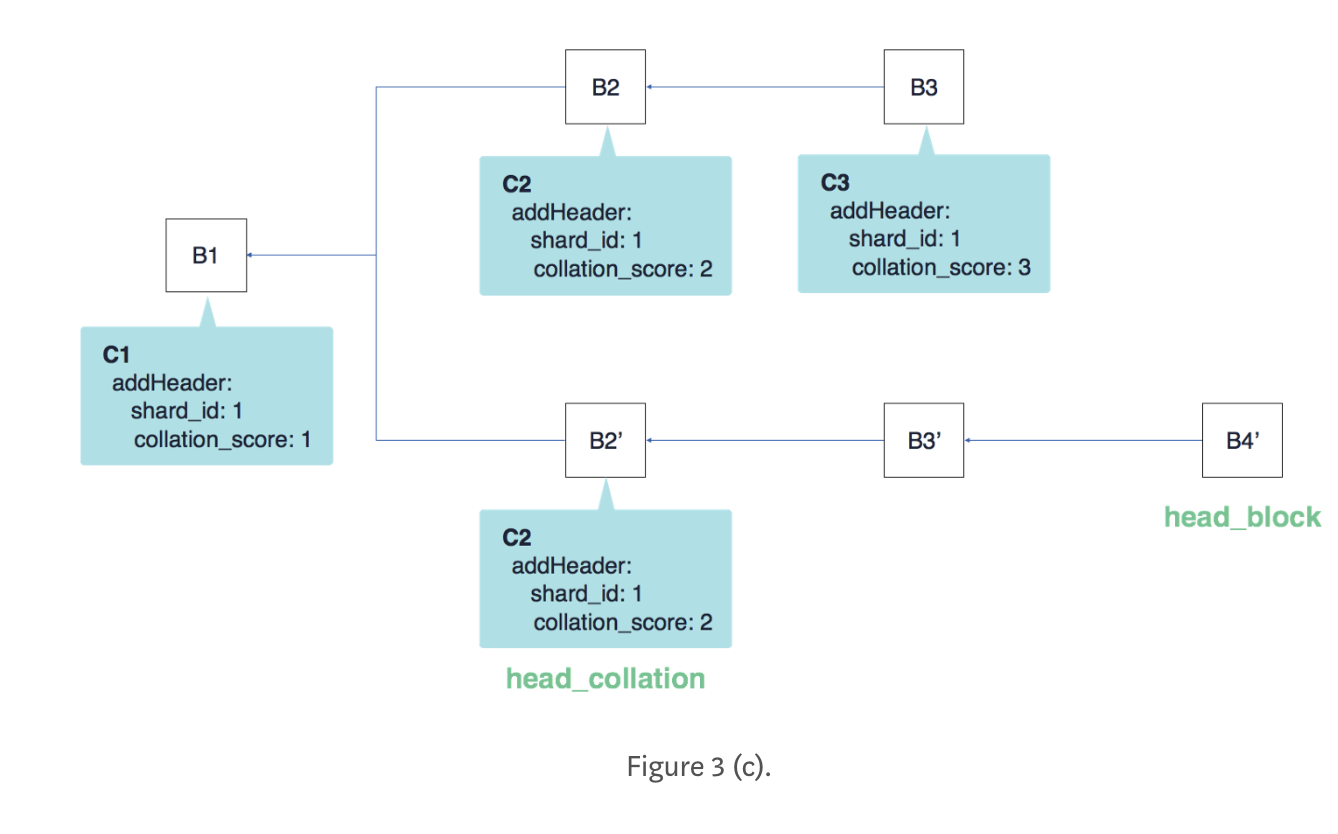 B2
B3
C2
addHeader:
shard_id: 1
collation_score: 2
C3
addHeader:
shard_id: 1
collation_score: 3
B1
C1
addHeader:
shard_id: 1
collation_score: 1
B2’
B3’
B4’
head_block
C2
addHeader:
shard_id: 1
collation_score: 2
head_collation
Figure 3 (c).